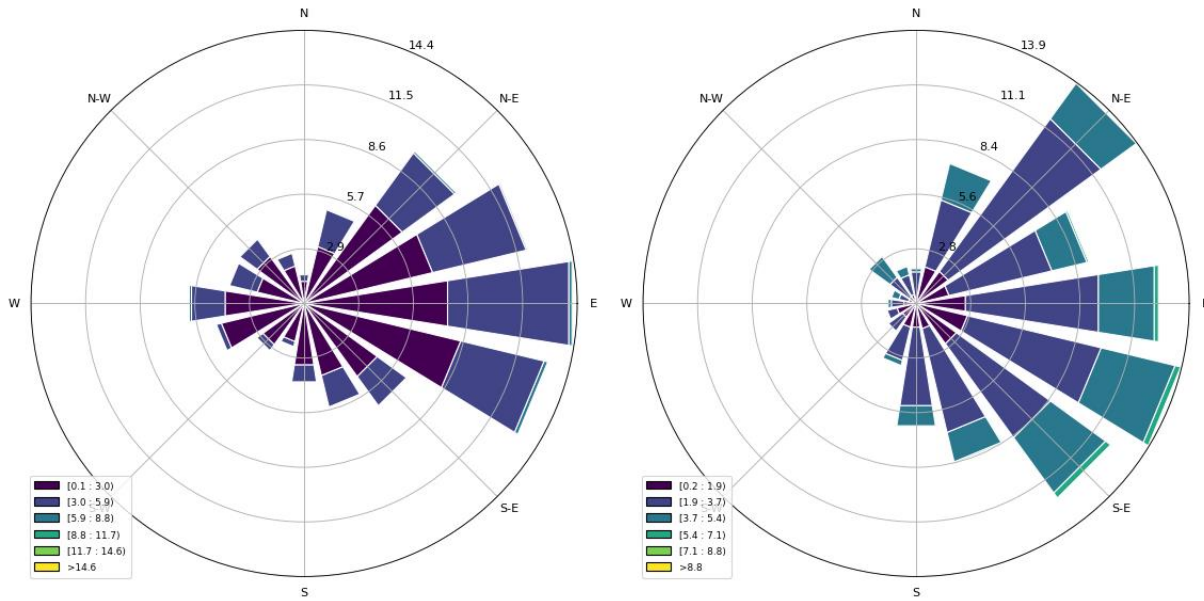 N
14.4
N-W
N-E
11.5
8.6
5.7
2.9
W
E
[0.1 : 3.0)
[3.0 : 5.9)
[5.9 : 8.8)
[8.8 : 11.7)
[11.7 : 14.6)
>14.6
S-W
S-E
S
N
13.9
N-W
N-E
11.1
8.4
5.6
2.8
W
[0.2 : 1.9)
[1.9 : 3.7)
[3.7 : 5.4)
[5.4 : 7.1)
[7.1 : 8.8)
>8.8
S-W
S-E
S